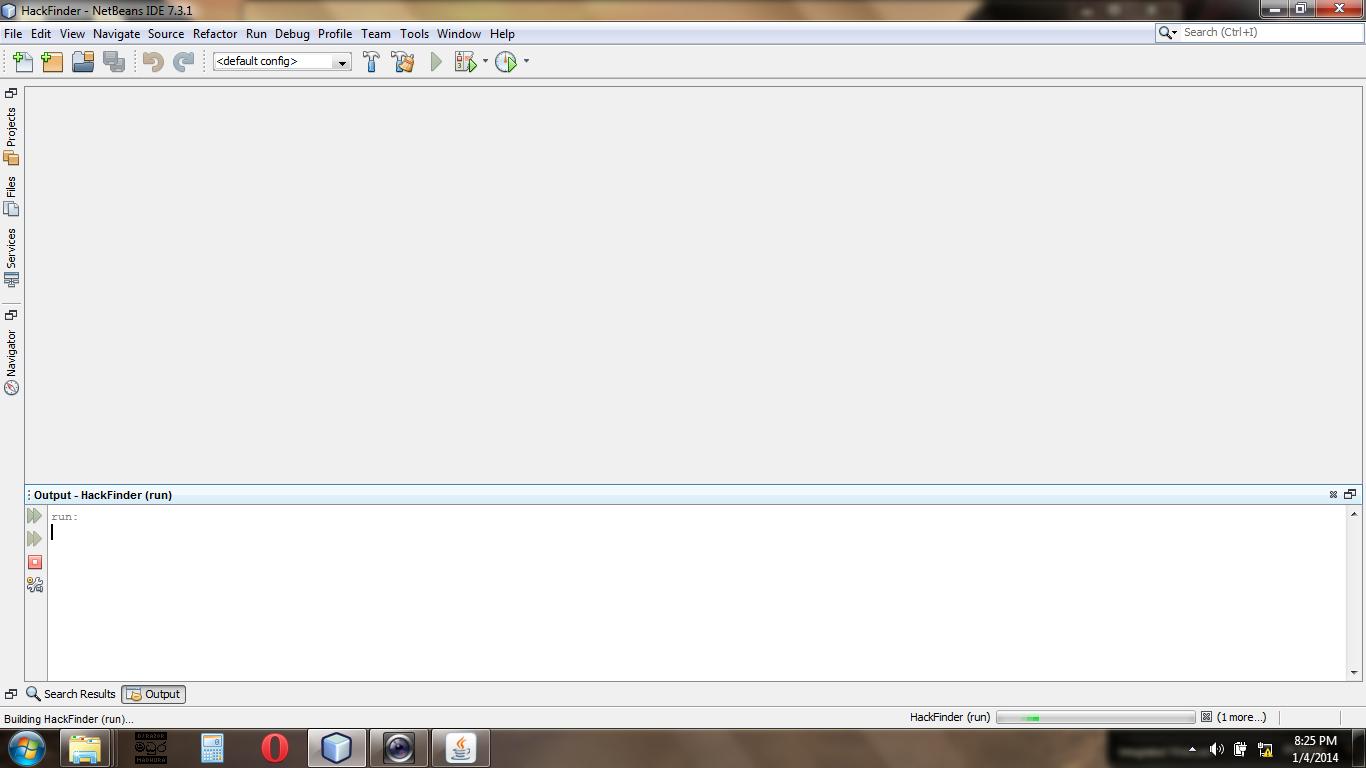 HackFinder - NetBeans IDE 7.3.1
File Edit View Navigate Source Refactor Run Debug Profile Team Tools Window Help
Search (Ctrl+I)
<default config>
Projects
Files
Services
Navigator
Output - HackFinder (run)
run:
Search Results
Output
Building HackFinder (run)...
HackFinder (run)
(1 more...)
මධුර
MADHURA
8:25 PM
1/4/2014